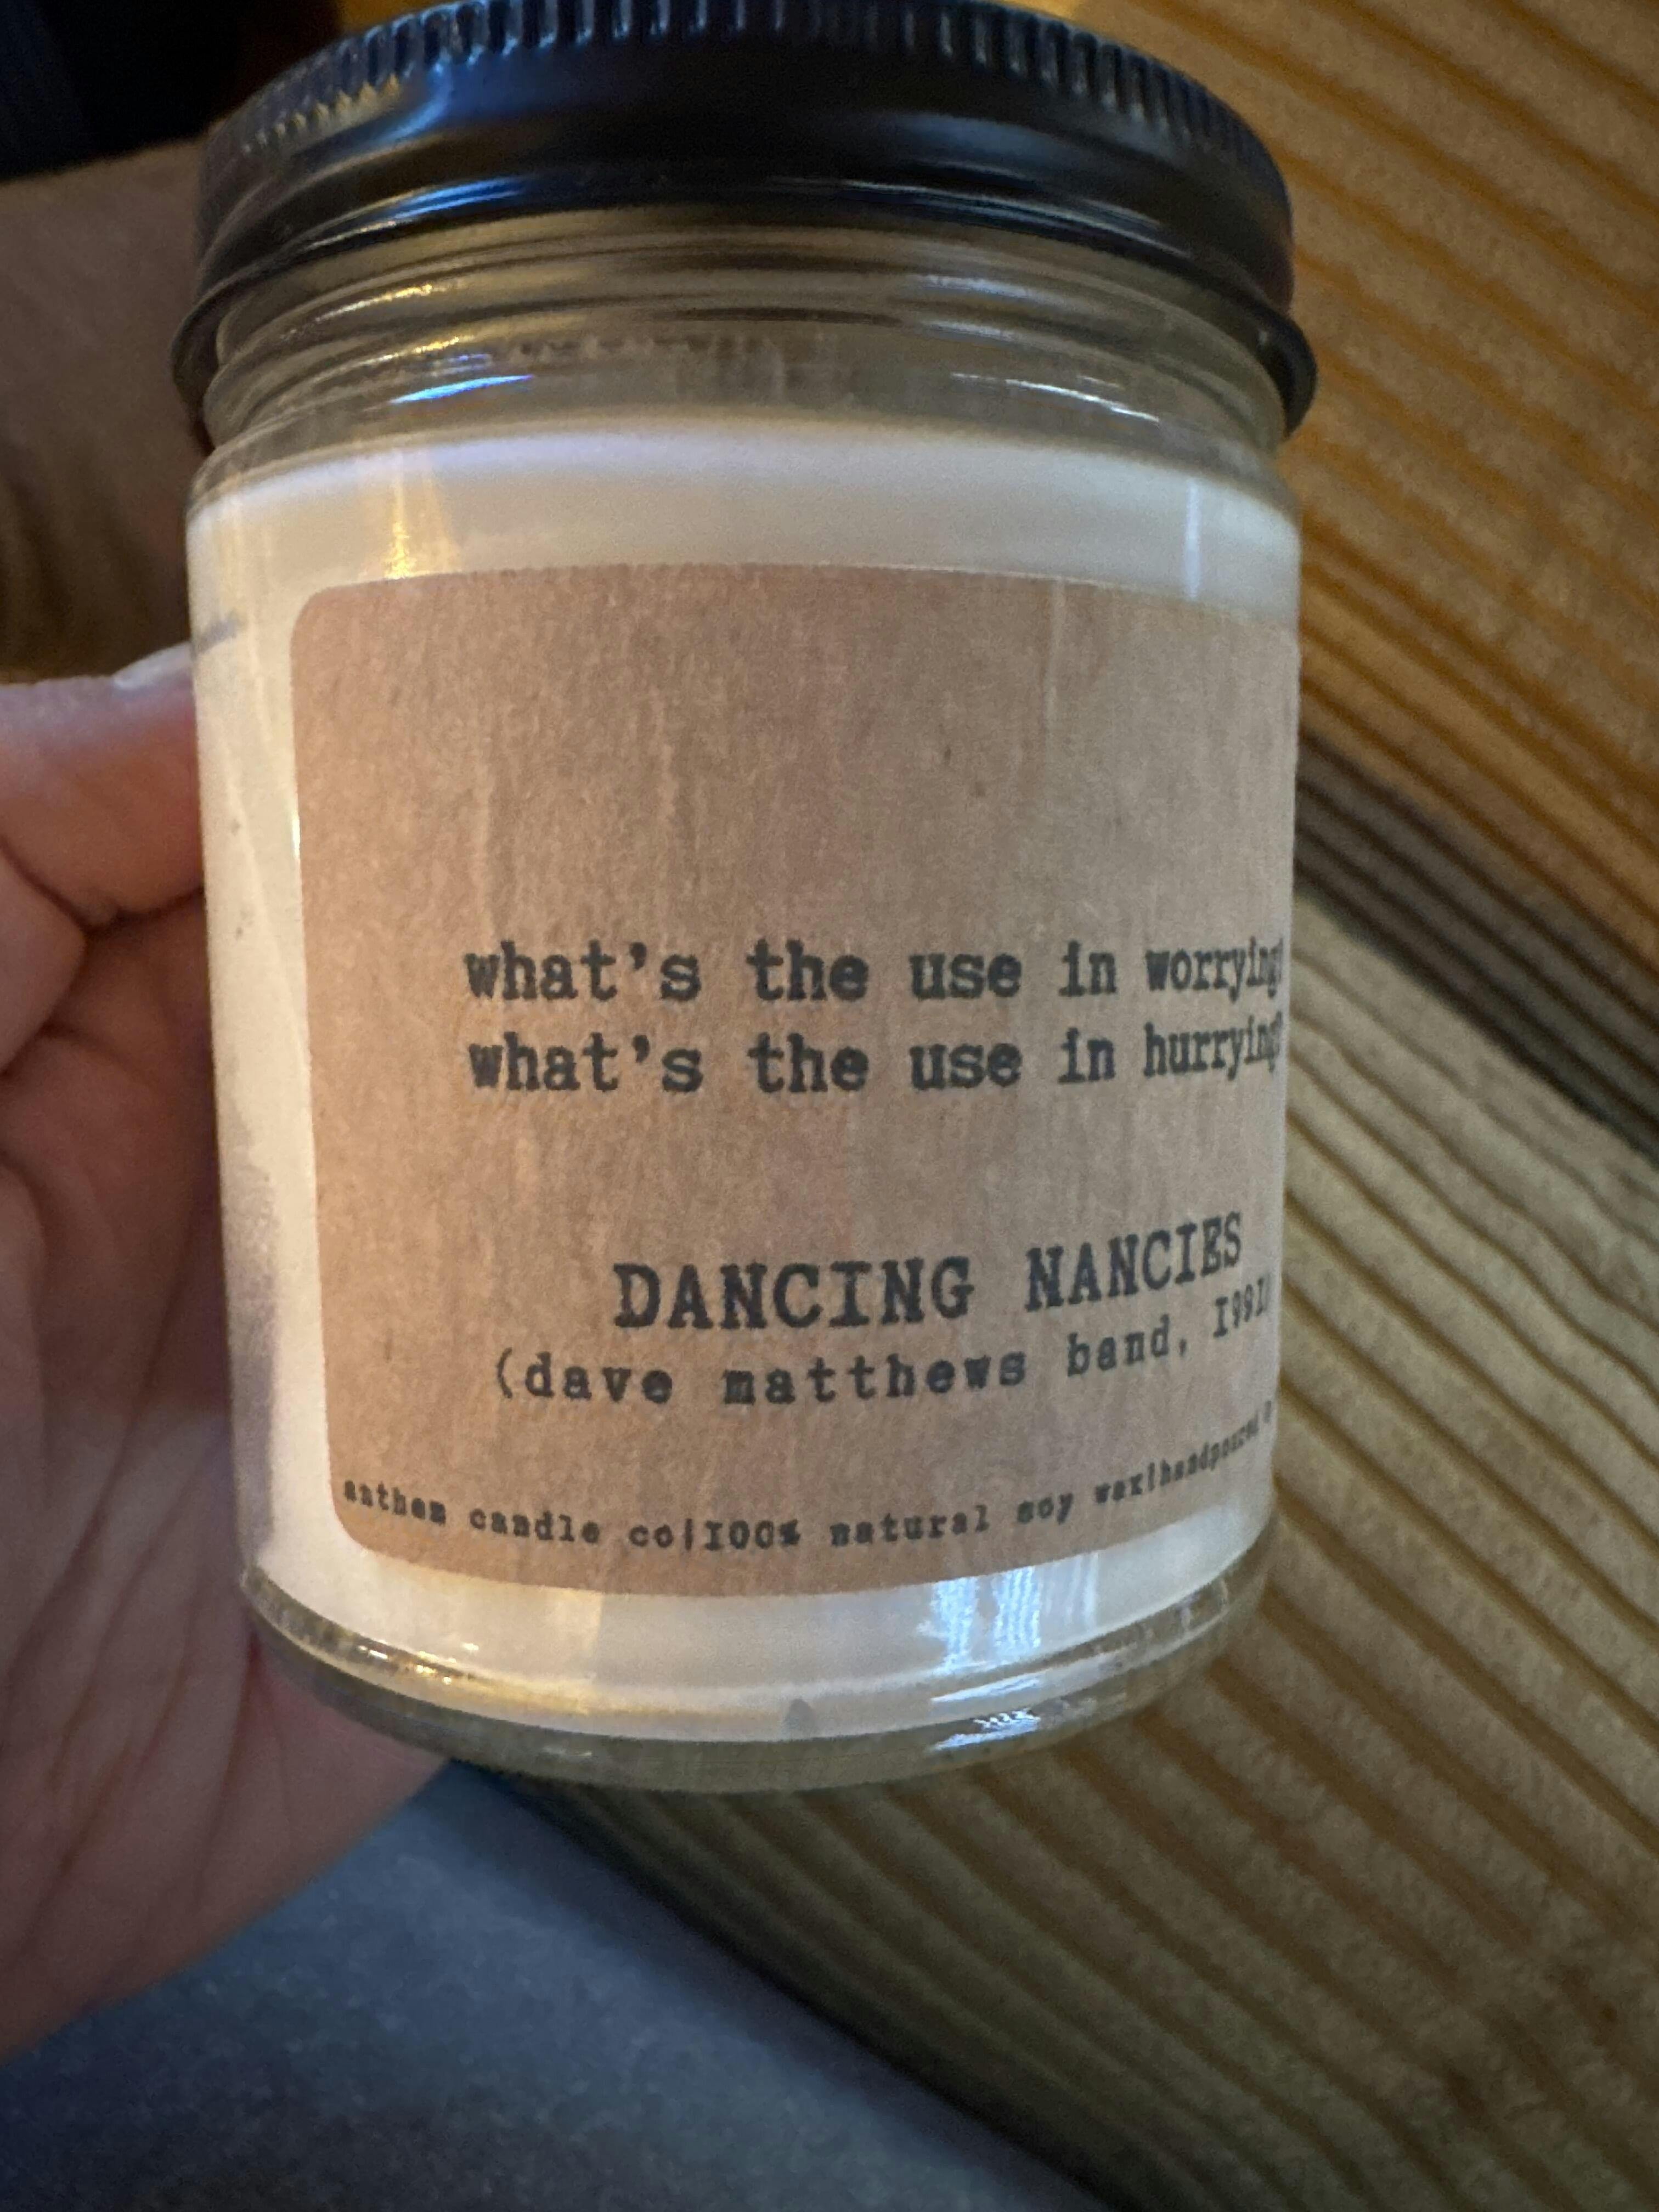 what's the use in worrying?
what's the use in hurrying?
DANCING NANCIES
(dave matthews band, 1991)
anthem candle co|100% natural soy wax|handpoured